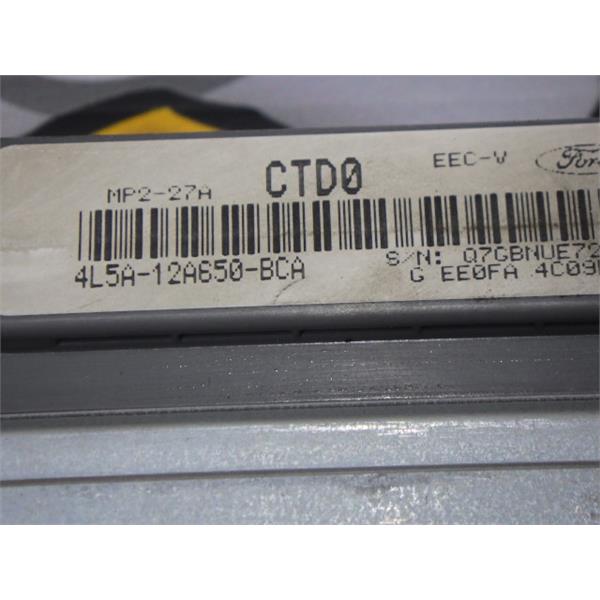 MP2-27A CTD0 EEC-V Ford
4L5A-12A650-BCA S/N: Q7GBNUE72
G EE0FA 4C09